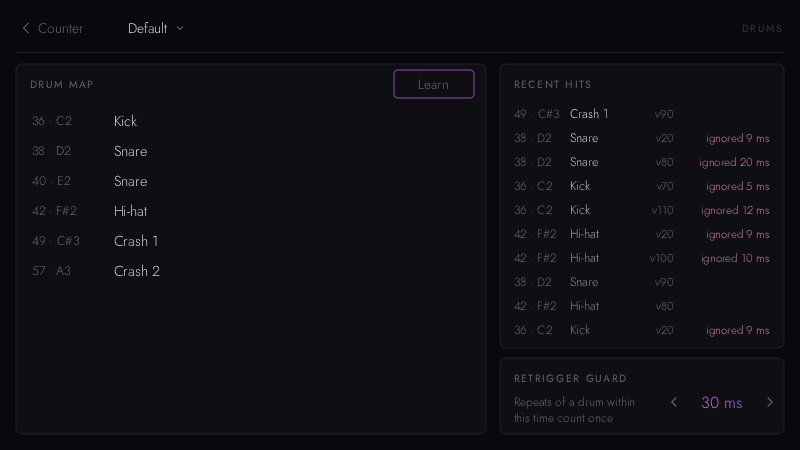 Counter
Default
DRUMS
DRUM MAP
Learn
36 · C2 Kick
38 · D2 Snare
40 · E2 Snare
42 · F#2 Hi-hat
49 · C#3 Crash 1
57 · A3 Crash 2
RECENT HITS
49 · C#3 Crash 1 v90
38 · D2 Snare v20 ignored 9 ms
38 · D2 Snare v80 ignored 20 ms
36 · C2 Kick v70 ignored 5 ms
36 · C2 Kick v110 ignored 12 ms
42 · F#2 Hi-hat v20 ignored 9 ms
42 · F#2 Hi-hat v100 ignored 10 ms
38 · D2 Snare v90
42 · F#2 Hi-hat v80
36 · C2 Kick v20 ignored 9 ms
RETRIGGER GUARD
Repeats of a drum within
this time count once
30 ms